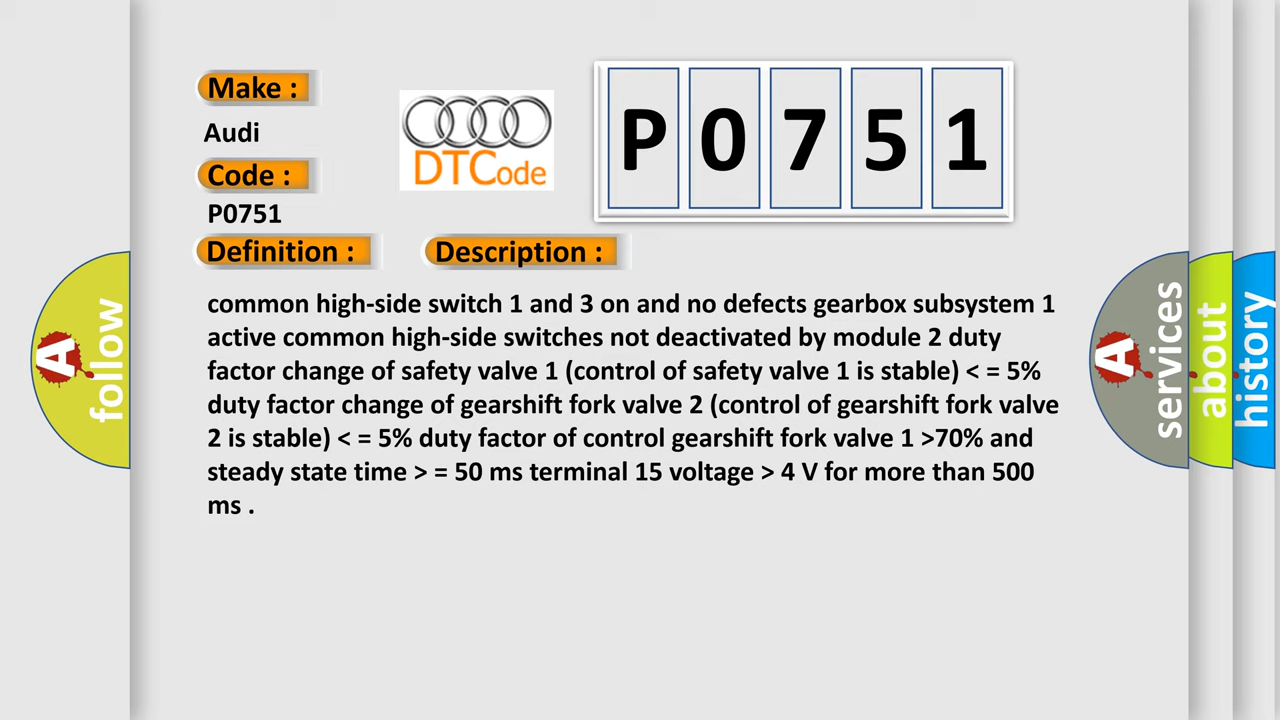 Make :
Audi
Code :
P0751
DTCode
P0751
Definition :
Description :
common high-side switch 1 and 3 on and no defects gearbox subsystem 1
active common high-side switches not deactivated by module 2 duty
factor change of safety valve 1 (control of safety valve 1 is stable) < = 5%
duty factor change of gearshift fork valve 2 (control of gearshift fork valve
2 is stable) < = 5% duty factor of control gearshift fork valve 1 >70% and
steady state time > = 50 ms terminal 15 voltage > 4 V for more than 500
ms .
A follow
A services
about
history